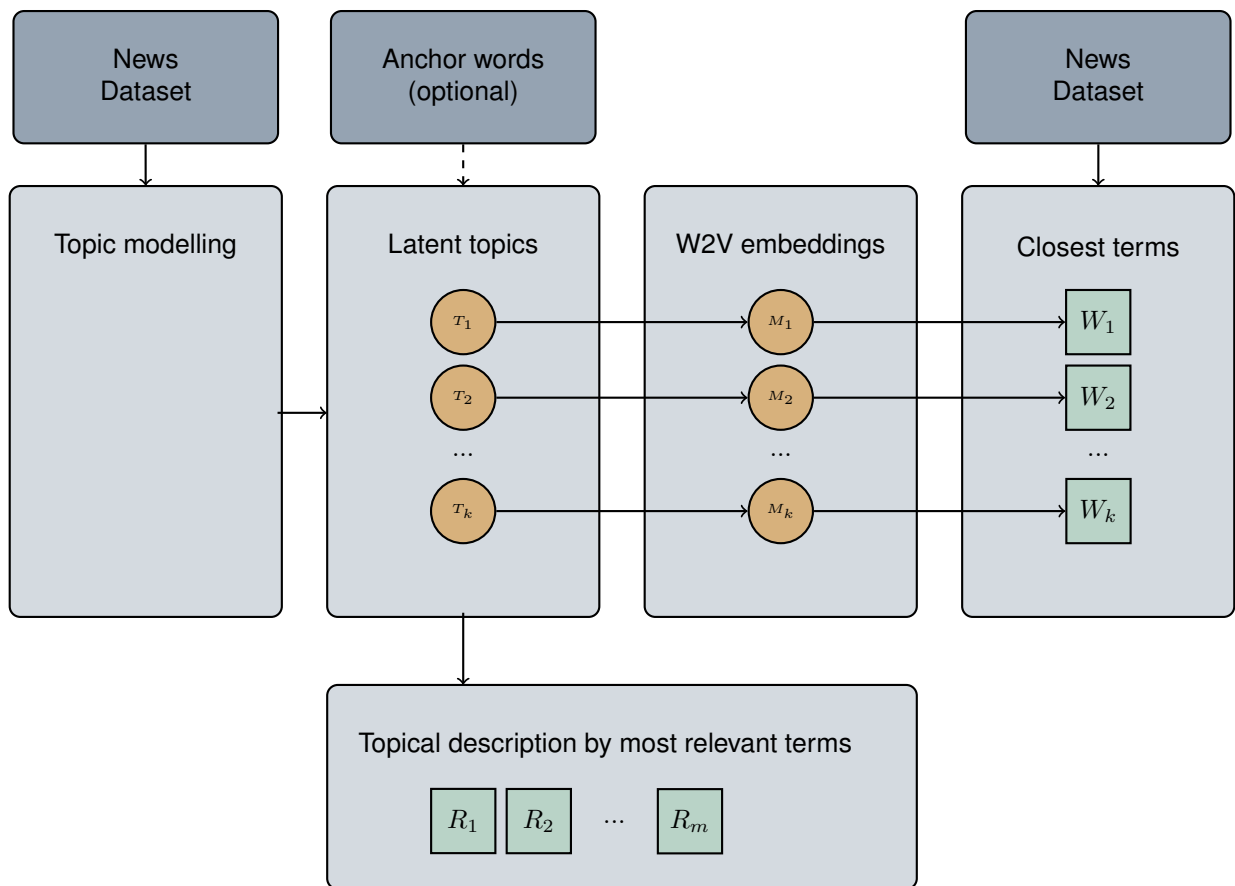 News
Dataset
Anchor words
(optional)
News
Dataset
Topic modelling
Latent topics
W2V embeddings
Closest terms
T₁
M₁
W₁
T₂
M₂
W₂
...
...
...
Tₖ
Mₖ
Wₖ
Topical description by most relevant terms
R₁
R₂
...
Rₘ